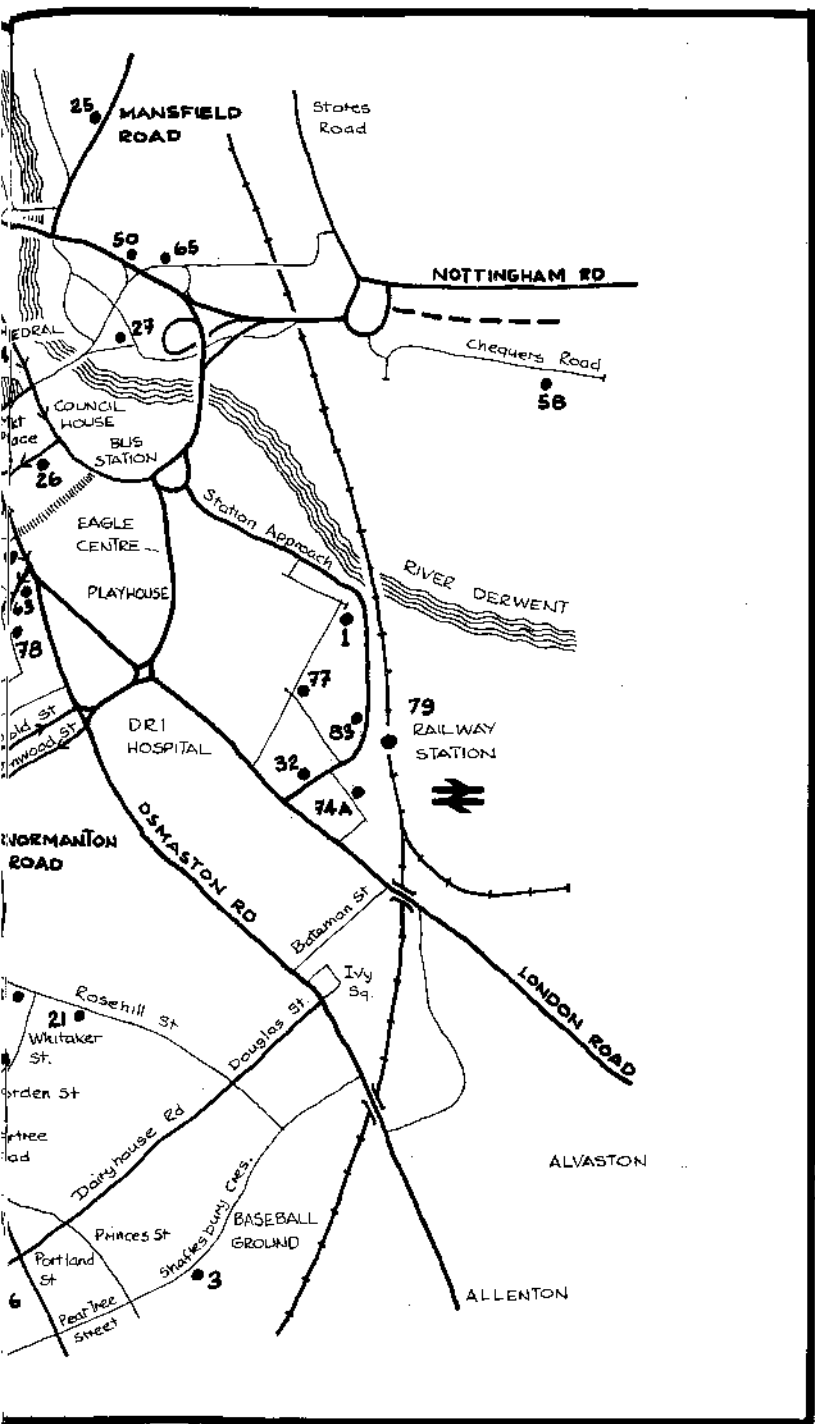 25
MANSFIELD
ROAD
States
Road
50
65
NOTTINGHAM RD
27
Chequers Road
58
COUNCIL
HOUSE
BUS
STATION
26
Station Approach
EAGLE
CENTRE
PLAYHOUSE
RIVER DERWENT
63
78
1
77
83
79
RAILWAY
STATION
DRI
HOSPITAL
32
74A
OSMASTON RD
NORMANTON
ROAD
Bateman St
Ivy
Sq.
LONDON ROAD
Rosehill St
21
Whitaker
St.
Douglas St.
Dairyhouse Rd
ALVASTON
Shaftesbury Cres.
BASEBALL
GROUND
Princes St
Portland
St
3
6
Pear Tree
Street
ALLENTON